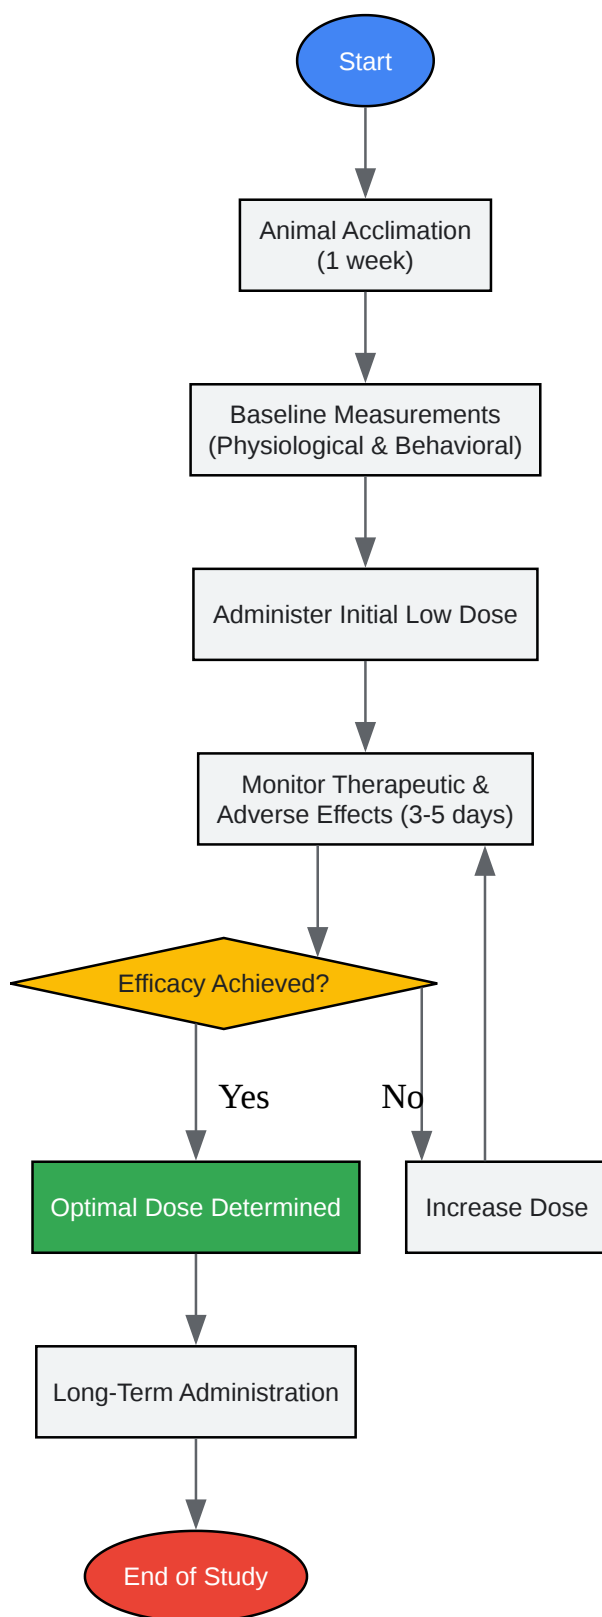 Start
Animal Acclimation
(1 week)
Baseline Measurements
(Physiological & Behavioral)
Administer Initial Low Dose
Monitor Therapeutic &
Adverse Effects (3-5 days)
Efficacy Achieved?
Yes
No
Optimal Dose Determined
Increase Dose
Long-Term Administration
End of Study